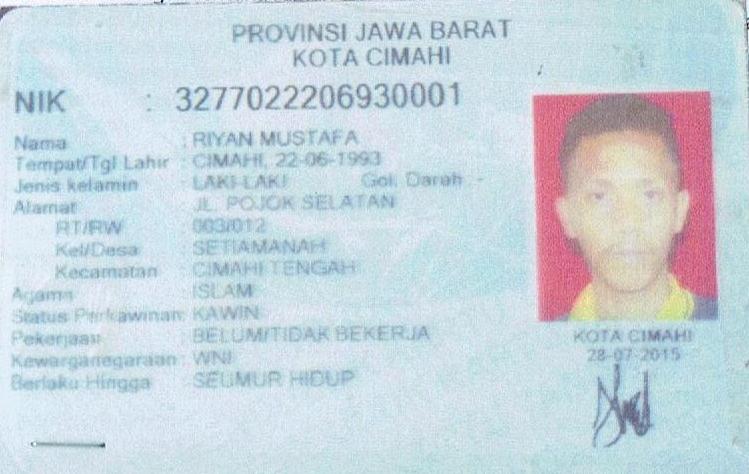 PROVINSI JAWA BARAT
KOTA CIMAHI
NIK : 3277022206930001
Nama : RIYAN MUSTAFA
Tempat/Tgl Lahir : CIMAHI, 22-06-1993
Jenis kelamin : LAKI-LAKI Gol. Darah : -
Alamat : JL. POJOK SELATAN
RT/RW : 003/012
Kel/Desa : SETIAMANAH
Kecamatan : CIMAHI TENGAH
Agama : ISLAM
Status Perkawinan: KAWIN
Pekerjaan : BELUM/TIDAK BEKERJA
Kewarganegaraan : WNI
Berlaku Hingga : SEUMUR HIDUP
KOTA CIMAHI
28-07-2015